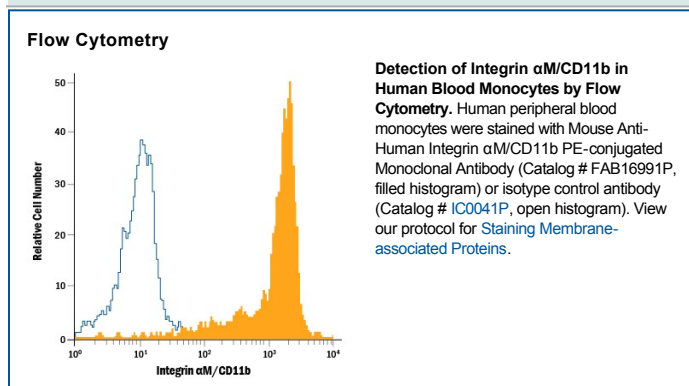 Flow Cytometry
50
40
30
20
10
0
Relative Cell Number
10⁰ 10¹ 10² 10³ 10⁴
Integrin αM/CD11b
Detection of Integrin αM/CD11b in
Human Blood Monocytes by Flow
Cytometry. Human peripheral blood
monocytes were stained with Mouse Anti-
Human Integrin αM/CD11b PE-conjugated
Monoclonal Antibody (Catalog # FAB16991P,
filled histogram) or isotype control antibody
(Catalog # IC0041P, open histogram). View
our protocol for Staining Membrane-
associated Proteins.